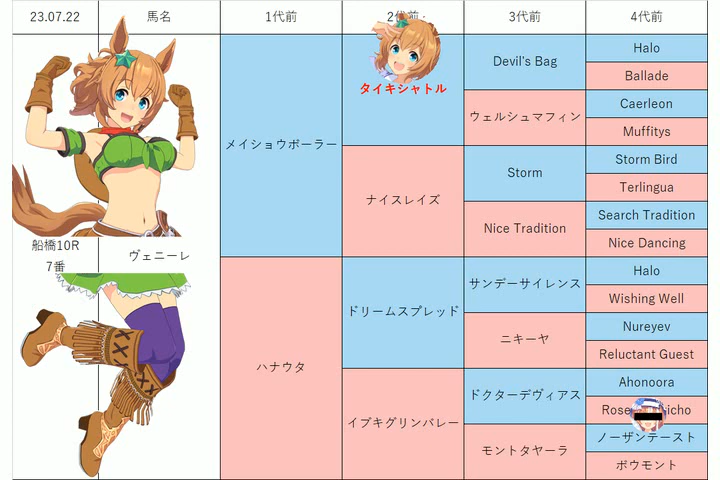 23.07.22 馬名 1代前 2代前 3代前 4代前
タイキシャトル
Devil's Bag
Halo
Ballade
ウェルシュマフィン
Caerleon
Muffitys
メイショウボーラー
ナイスレイズ
Storm
Storm Bird
Terlingua
Nice Tradition
Search Tradition
Nice Dancing
船橋10R
7番
ヴェニーレ
ハナウタ
ドリームスプレッド
サンデーサイレンス
Halo
Wishing Well
ニキーヤ
Nureyev
Reluctant Guest
イブキグリンバレー
ドクターデヴィアス
Ahonoora
Rose
モンタヤーラ
ノーザンテースト
ボウモント